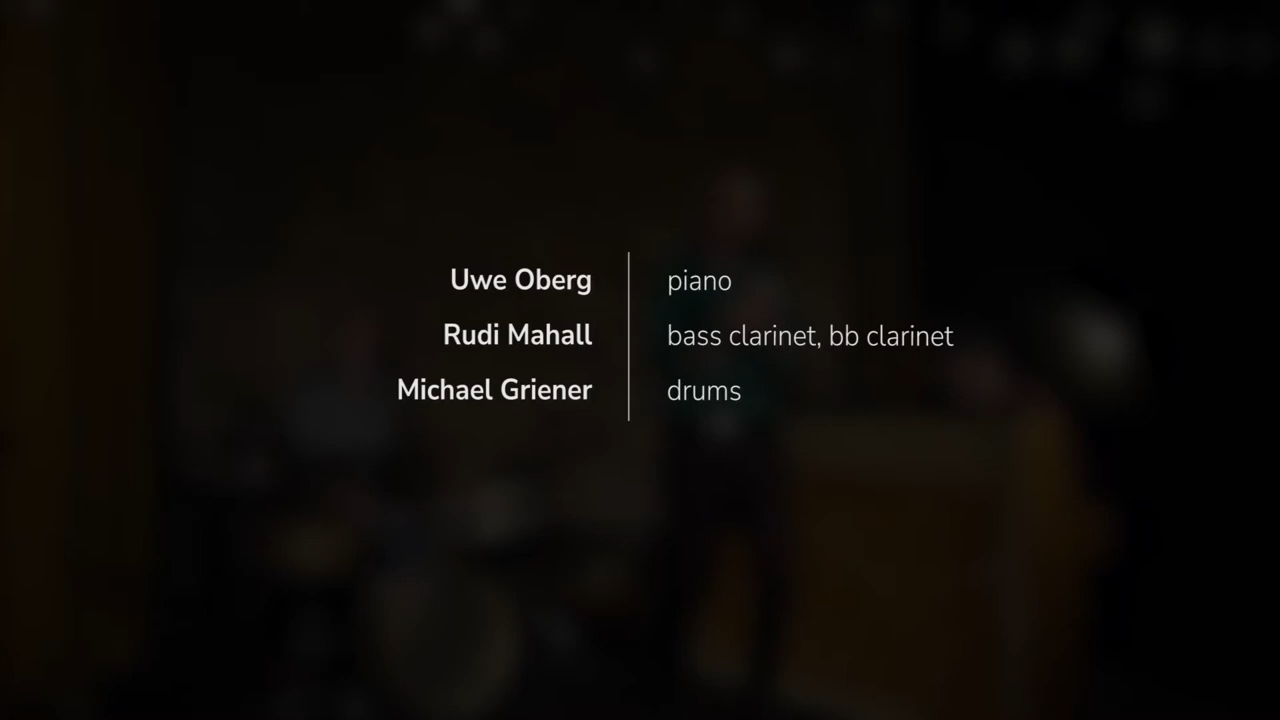 Uwe Oberg piano
Rudi Mahall bass clarinet, bb clarinet
Michael Griener drums